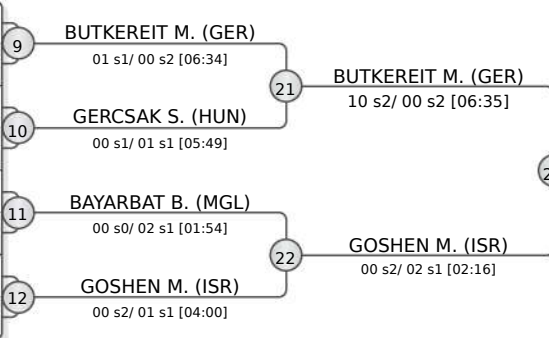 9
BUTKEREIT M. (GER)
01 s1/ 00 s2 [06:34]
21
BUTKEREIT M. (GER)
10 s2/ 00 s2 [06:35]
10
GERCSAK S. (HUN)
00 s1/ 01 s1 [05:49]
11
BAYARBAT B. (MGL)
00 s0/ 02 s1 [01:54]
22
GOSHEN M. (ISR)
00 s2/ 02 s1 [02:16]
12
GOSHEN M. (ISR)
00 s2/ 01 s1 [04:00]